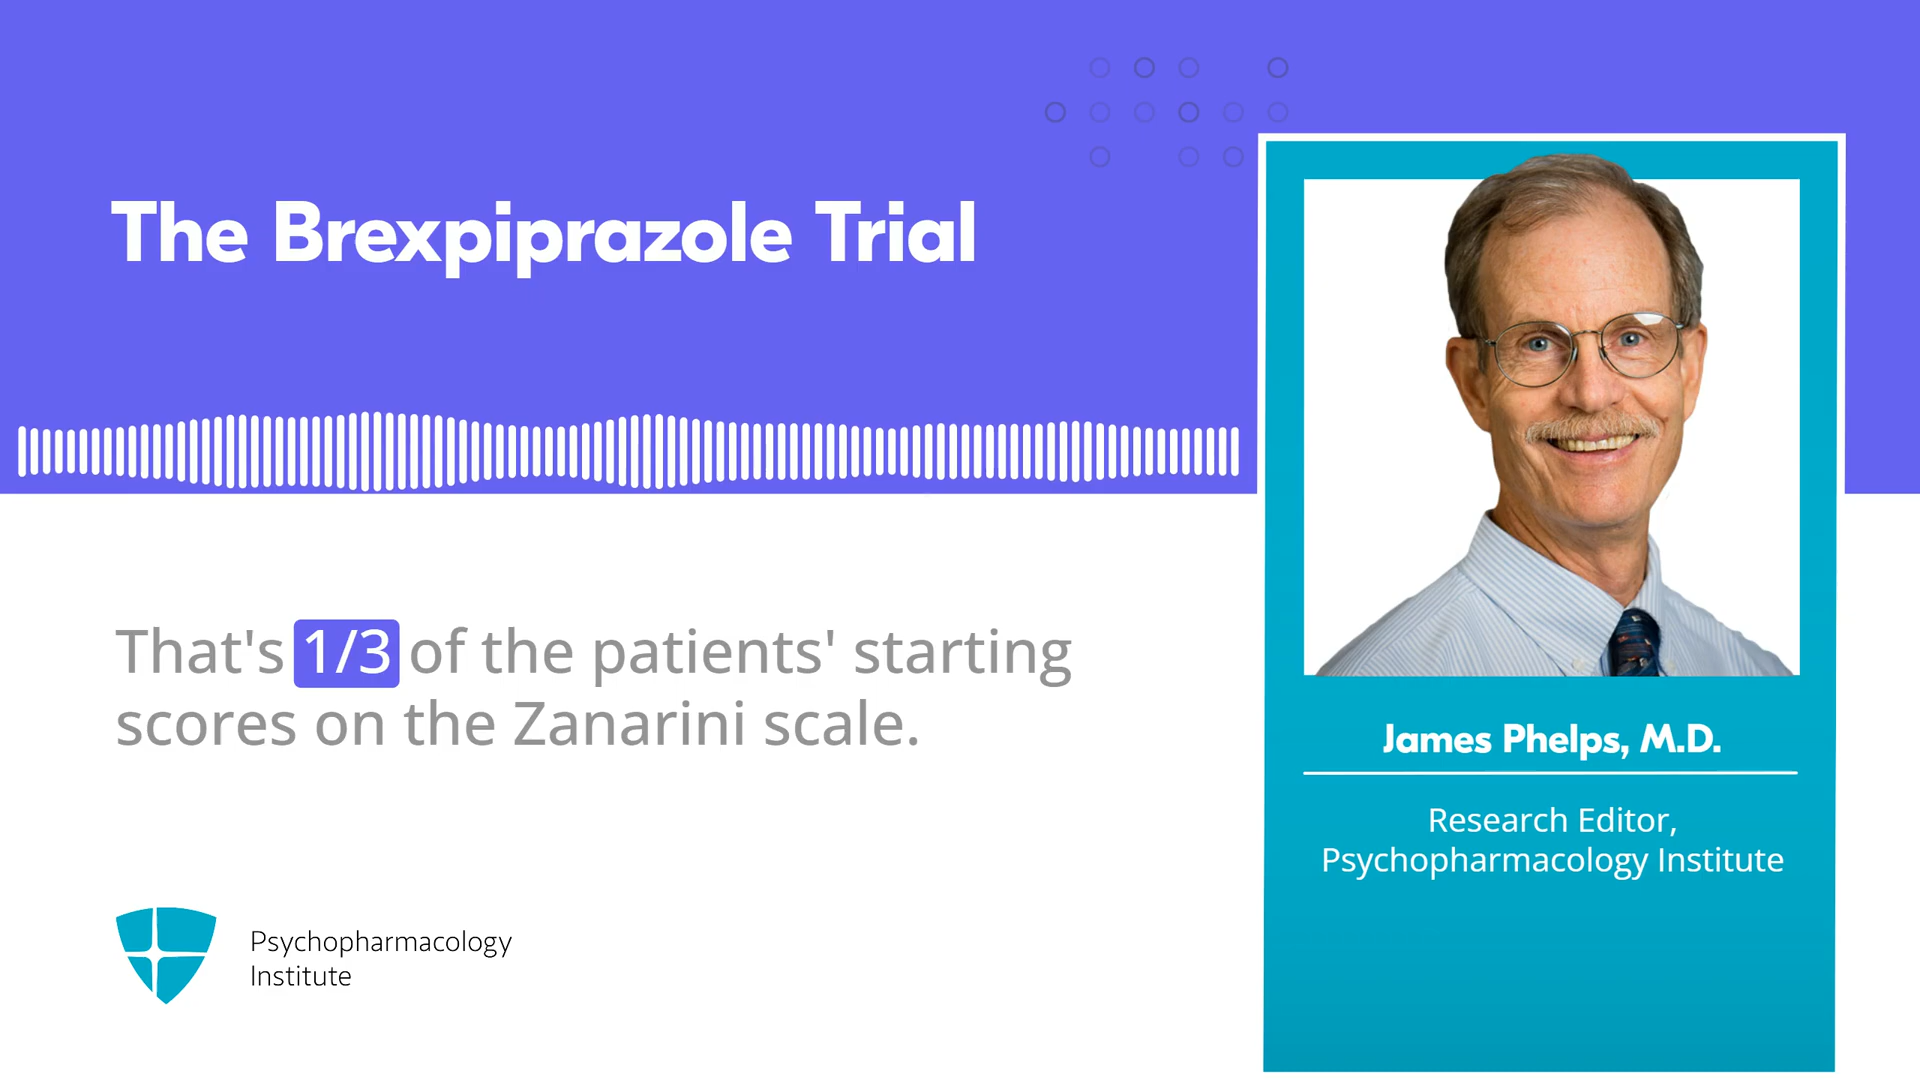 The Brexpiprazole Trial
That's 1/3 of the patients' starting
scores on the Zanarini scale.
James Phelps, M.D.
Research Editor,
Psychopharmacology Institute
Psychopharmacology
Institute